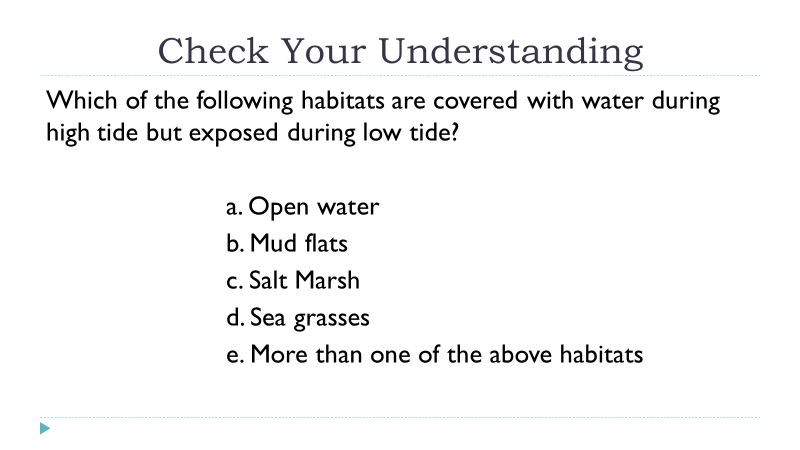 Check Your Understanding
Which of the following habitats are covered with water during
high tide but exposed during low tide?
a. Open water
b. Mud flats
c. Salt Marsh
d. Sea grasses
e. More than one of the above habitats